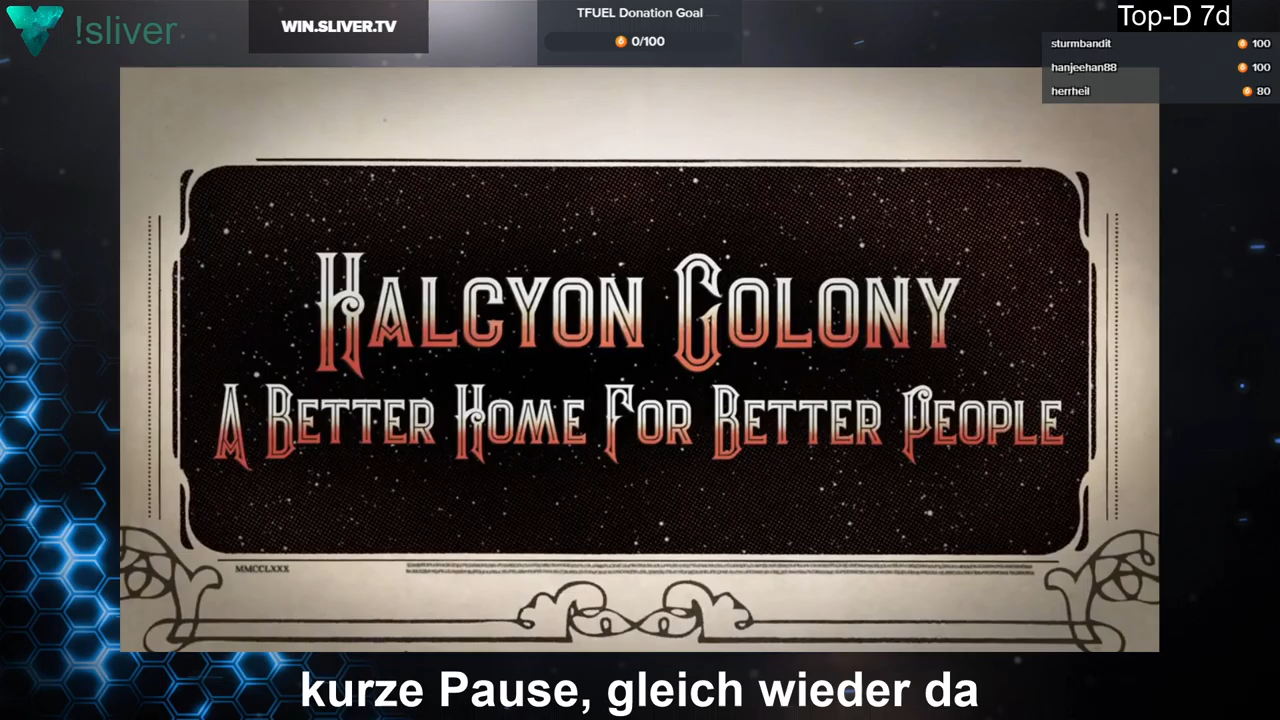 !sliver
WIN.SLIVER.TV
TFUEL Donation Goal
0/100
Top-D 7d
sturmbandit 100
hanjeehan88 100
herrheil 80
HALCYON COLONY
A BETTER HOME FOR BETTER PEOPLE
MMCCLXXX
kurze Pause, gleich wieder da